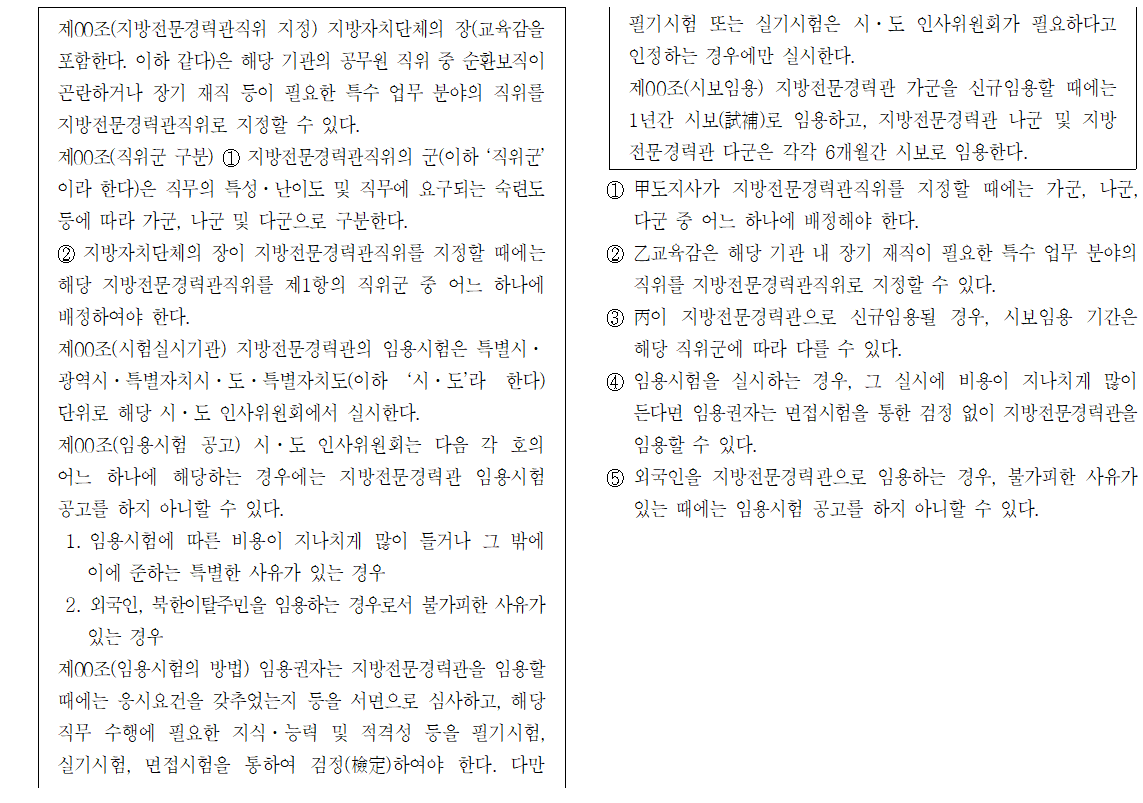 제00조(지방전문경력관직위 지정) 지방자치단체의 장(교육감을
포함한다. 이하 같다)은 해당 기관의 공무원 직위 중 순환보직이
곤란하거나 장기 재직 등이 필요한 특수 업무 분야의 직위를
지방전문경력관직위로 지정할 수 있다.
제00조(직위군 구분) ① 지방전문경력관직위의 군(이하 ‘직위군’
이라 한다)은 직무의 특성･난이도 및 직무에 요구되는 숙련도
등에 따라 가군, 나군 및 다군으로 구분한다.
② 지방자치단체의 장이 지방전문경력관직위를 지정할 때에는
해당 지방전문경력관직위를 제1항의 직위군 중 어느 하나에
배정하여야 한다.
제00조(시험실시기관) 지방전문경력관의 임용시험은 특별시･
광역시･특별자치시･도･특별자치도(이하 ‘시･도’라 한다)
단위로 해당 시･도 인사위원회에서 실시한다.
제00조(임용시험 공고) 시･도 인사위원회는 다음 각 호의
어느 하나에 해당하는 경우에는 지방전문경력관 임용시험
공고를 하지 아니할 수 있다.
1. 임용시험에 따른 비용이 지나치게 많이 들거나 그 밖에
이에 준하는 특별한 사유가 있는 경우
2. 외국인, 북한이탈주민을 임용하는 경우로서 불가피한 사유가
있는 경우
제00조(임용시험의 방법) 임용권자는 지방전문경력관을 임용할
때에는 응시요건을 갖추었는지 등을 서면으로 심사하고, 해당
직무 수행에 필요한 지식･능력 및 적격성 등을 필기시험,
실기시험, 면접시험을 통하여 검정(檢定)하여야 한다. 다만
필기시험 또는 실기시험은 시･도 인사위원회가 필요하다고
인정하는 경우에만 실시한다.
제00조(시보임용) 지방전문경력관 가군을 신규임용할 때에는
1년간 시보(試補)로 임용하고, 지방전문경력관 나군 및 지방
전문경력관 다군은 각각 6개월간 시보로 임용한다.
① 甲도지사가 지방전문경력관직위를 지정할 때에는 가군, 나군,
다군 중 어느 하나에 배정해야 한다.
② 乙교육감은 해당 기관 내 장기 재직이 필요한 특수 업무 분야의
직위를 지방전문경력관직위로 지정할 수 있다.
③ 丙이 지방전문경력관으로 신규임용될 경우, 시보임용 기간은
해당 직위군에 따라 다를 수 있다.
④ 임용시험을 실시하는 경우, 그 실시에 비용이 지나치게 많이
든다면 임용권자는 면접시험을 통한 검정 없이 지방전문경력관을
임용할 수 있다.
⑤ 외국인을 지방전문경력관으로 임용하는 경우, 불가피한 사유가
있는 때에는 임용시험 공고를 하지 아니할 수 있다.